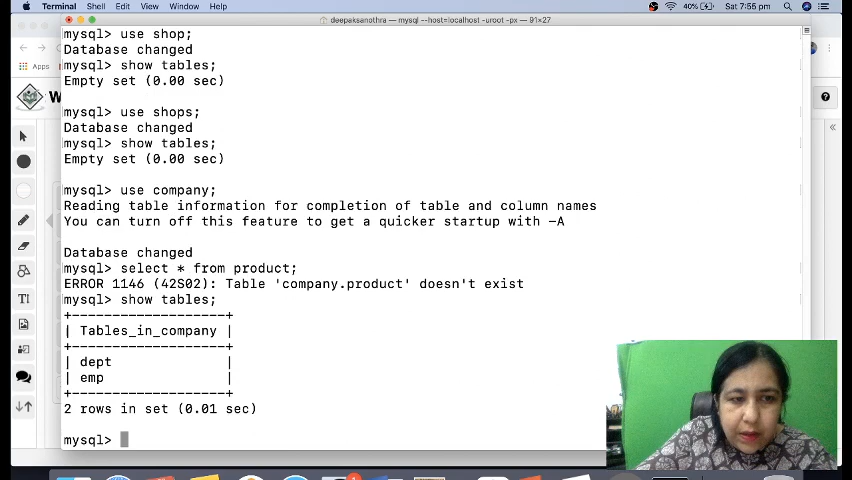 Terminal Shell Edit View Window Help 40% Sat 7:55 pm
deepaksanothra — mysql --host=localhost -uroot -px — 91×27
mysql> use shop;
Database changed
mysql> show tables;
Empty set (0.00 sec)
mysql> use shops;
Database changed
mysql> show tables;
Empty set (0.00 sec)
mysql> use company;
Reading table information for completion of table and column names
You can turn off this feature to get a quicker startup with -A
Database changed
mysql> select * from product;
ERROR 1146 (42S02): Table 'company.product' doesn't exist
mysql> show tables;
+-------------------+
| Tables_in_company |
+-------------------+
| dept              |
| emp               |
+-------------------+
2 rows in set (0.01 sec)
mysql>
Apps
W
T